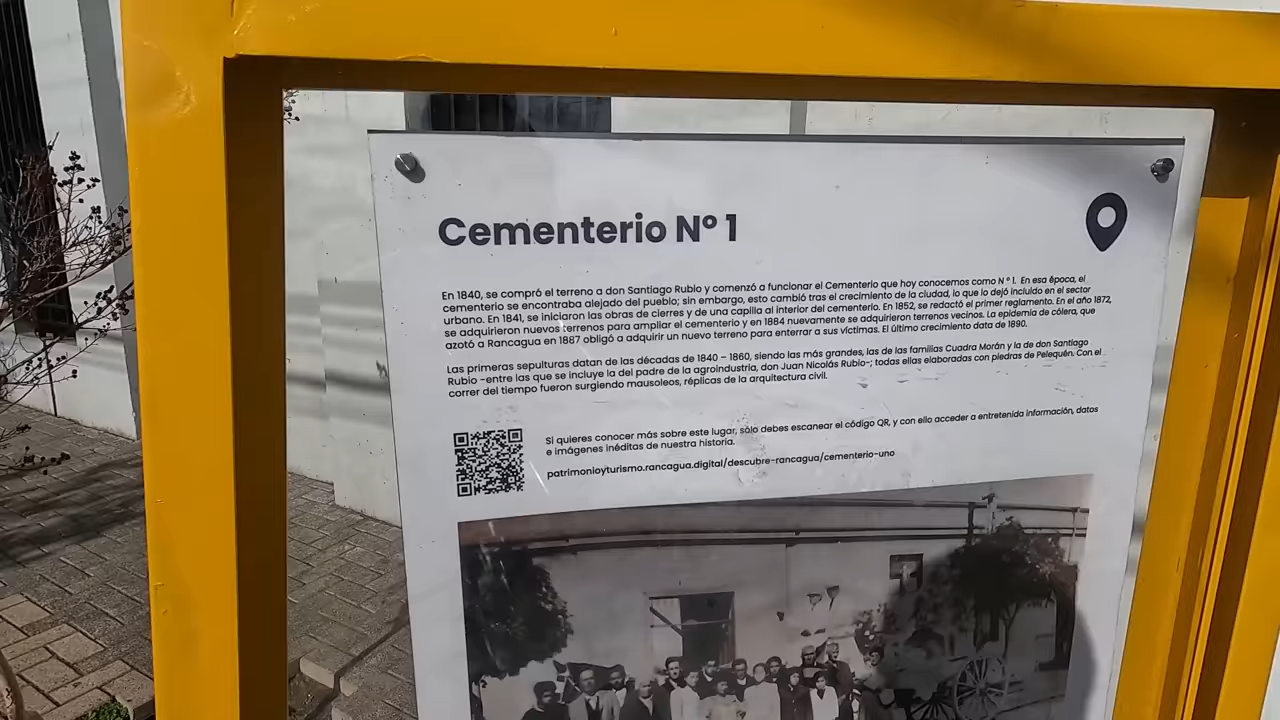 Cementerio Nº 1
En 1840, se compró el terreno a don Santiago Rubio y comenzó a funcionar el Cementerio que hoy conocemos como N º 1. En esa época, el
cementerio se encontraba alejado del pueblo; sin embargo, esto cambió tras el crecimiento de la ciudad, lo que lo dejó incluido en el sector
urbano. En 1841, se iniciaron las obras de cierres y de una capilla al interior del cementerio. En 1852, se redactó el primer reglamento. En el año 1872,
se adquirieron nuevos terrenos para ampliar el cementerio y en 1884 nuevamente se adquirieron terrenos vecinos. La epidemia de cólera, que
azotó a Rancagua en 1887 obligó a adquirir un nuevo terreno para enterrar a sus víctimas. El último crecimiento data de 1890.
Las primeras sepulturas datan de las décadas de 1840 – 1860, siendo las más grandes, las de las familias Cuadra Morán y la de don Santiago
Rubio –entre las que se incluye la del padre de la agroindustria, don Juan Nicolás Rubio–; todas ellas elaboradas con piedras de Pelequén. Con el
correr del tiempo fueron surgiendo mausoleos, réplicas de la arquitectura civil.
Si quieres conocer más sobre este lugar, sólo debes escanear el código QR, y con ello acceder a entretenida información, datos
e imágenes inéditas de nuestra historia.
patrimonioyturismo.rancagua.digital/descubre-rancagua/cementerio-uno